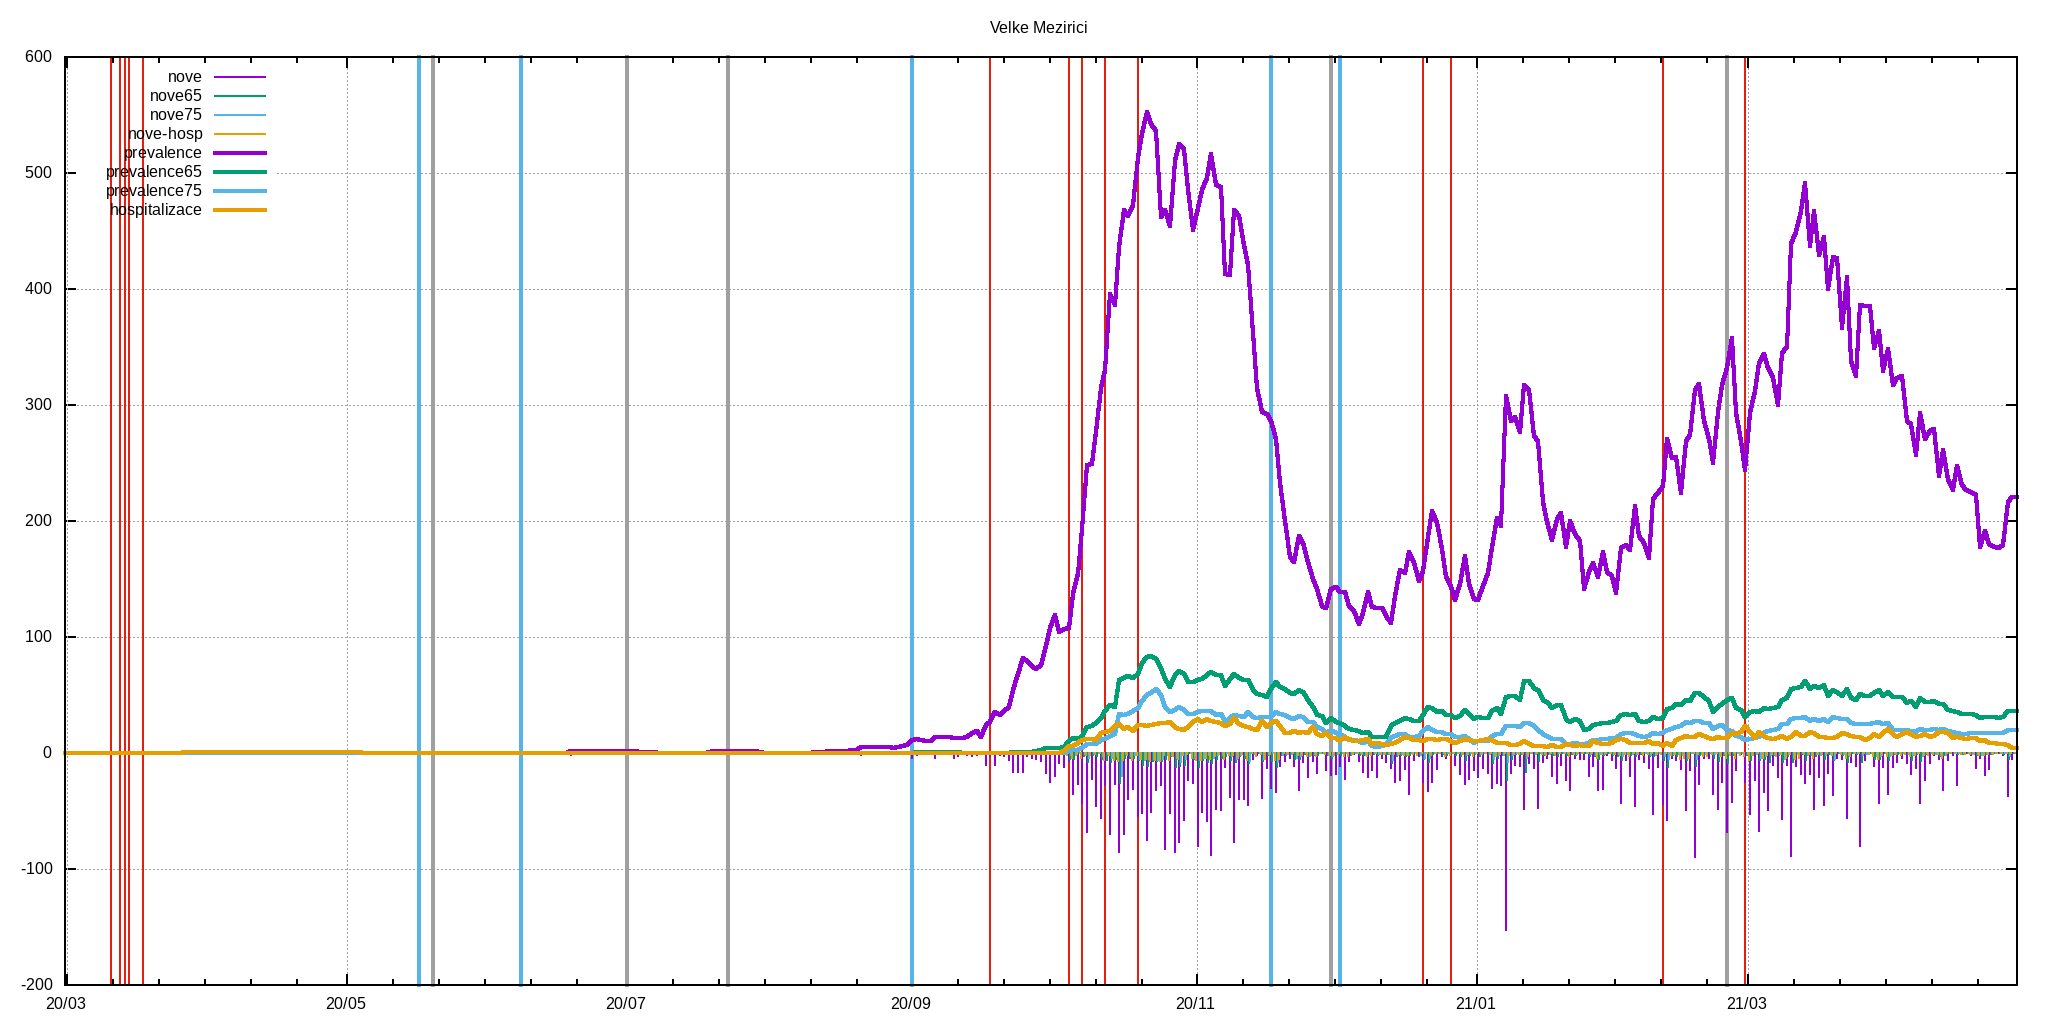 Velke Mezirici
600
500
400
300
200
100
0
-100
-200
nove
nove65
nove75
nove-hosp
prevalence
prevalence65
prevalence75
hospitalizace
20/03 20/05 20/07 20/09 20/11 21/01 21/03